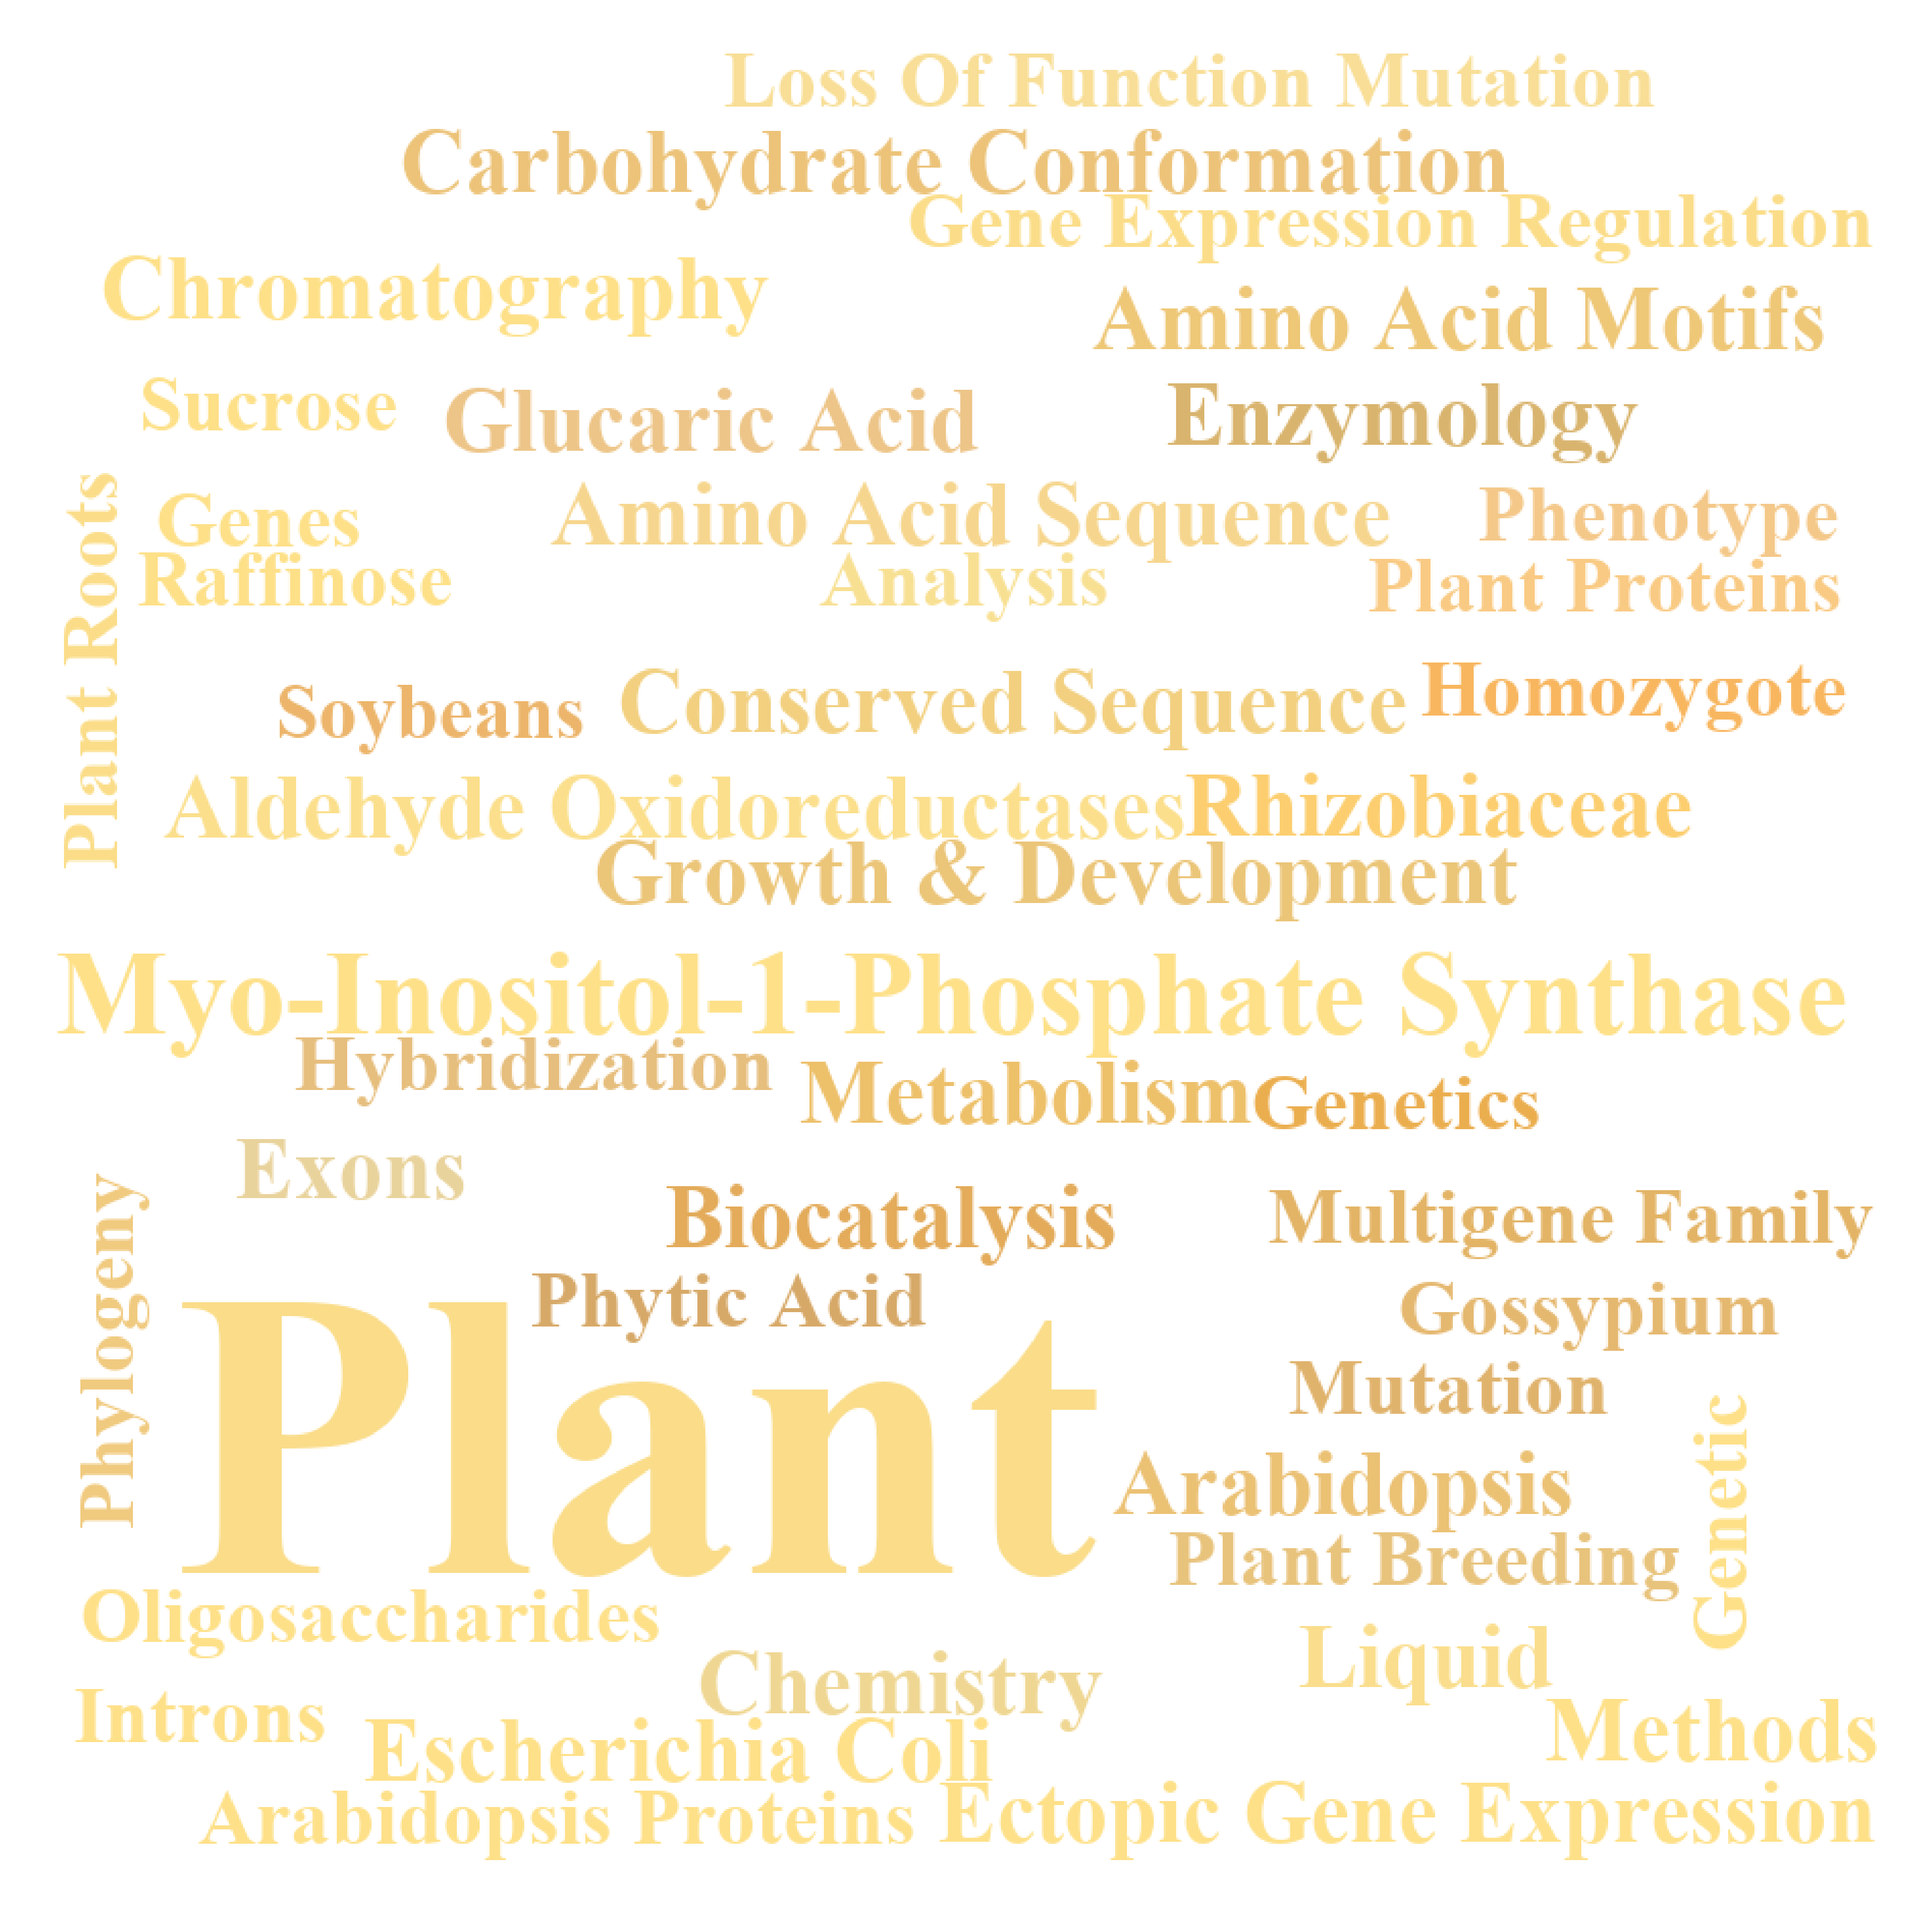 Loss Of Function Mutation
Carbohydrate Conformation
Gene Expression Regulation
Chromatography
Amino Acid Motifs
Sucrose
Glucaric Acid
Enzymology
Plant Roots
Genes
Amino Acid Sequence
Phenotype
Raffinose
Analysis
Plant Proteins
Soybeans
Conserved Sequence
Homozygote
Aldehyde Oxidoreductases
Rhizobiaceae
Growth & Development
Myo-Inositol-1-Phosphate Synthase
Hybridization
Metabolism
Genetics
Exons
Phylogeny
Biocatalysis
Multigene Family
Phytic Acid
Gossypium
Plant
Mutation
Arabidopsis
Genetic
Plant Breeding
Oligosaccharides
Liquid
Chemistry
Introns
Escherichia Coli
Methods
Arabidopsis Proteins
Ectopic Gene Expression